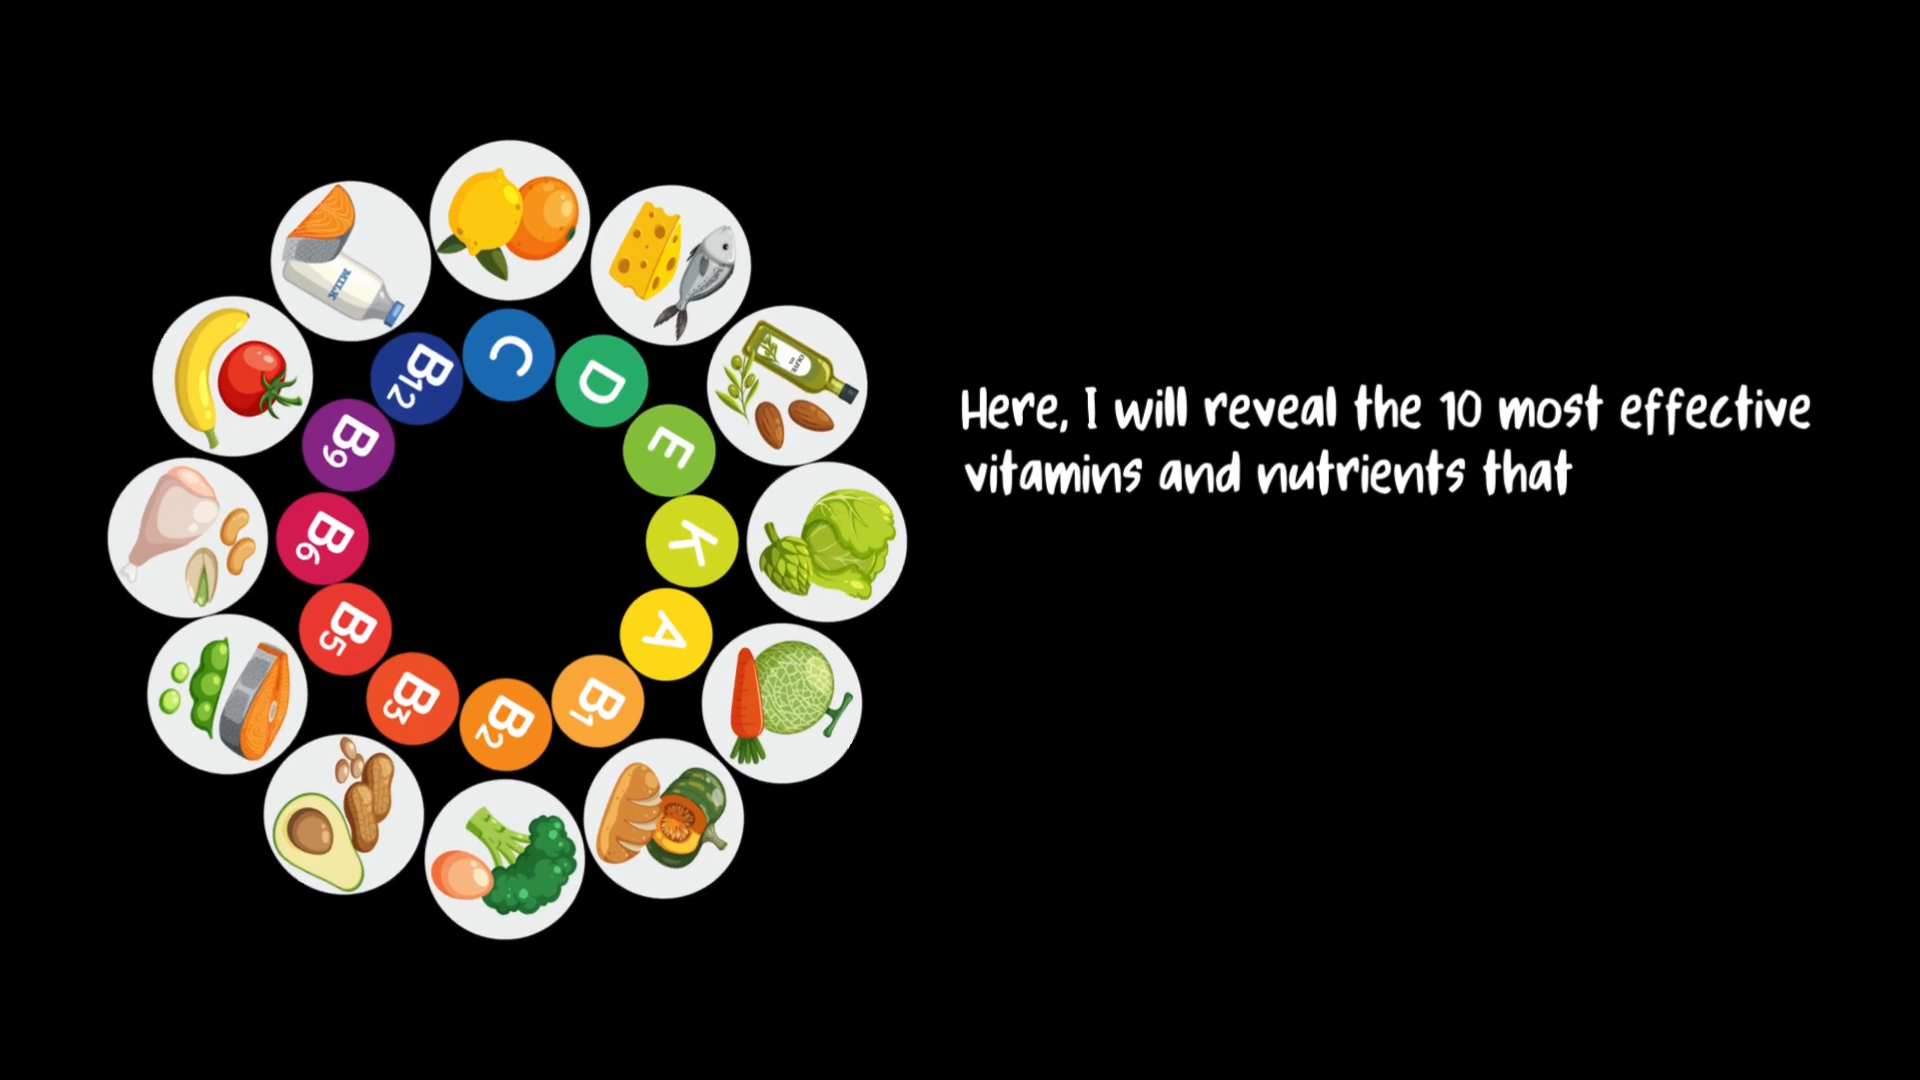 Here, I will reveal the 10 most effective
vitamins and nutrients that
C
D
E
K
A
B1
B2
B3
B5
B6
B9
B12
MILK
OLIVE